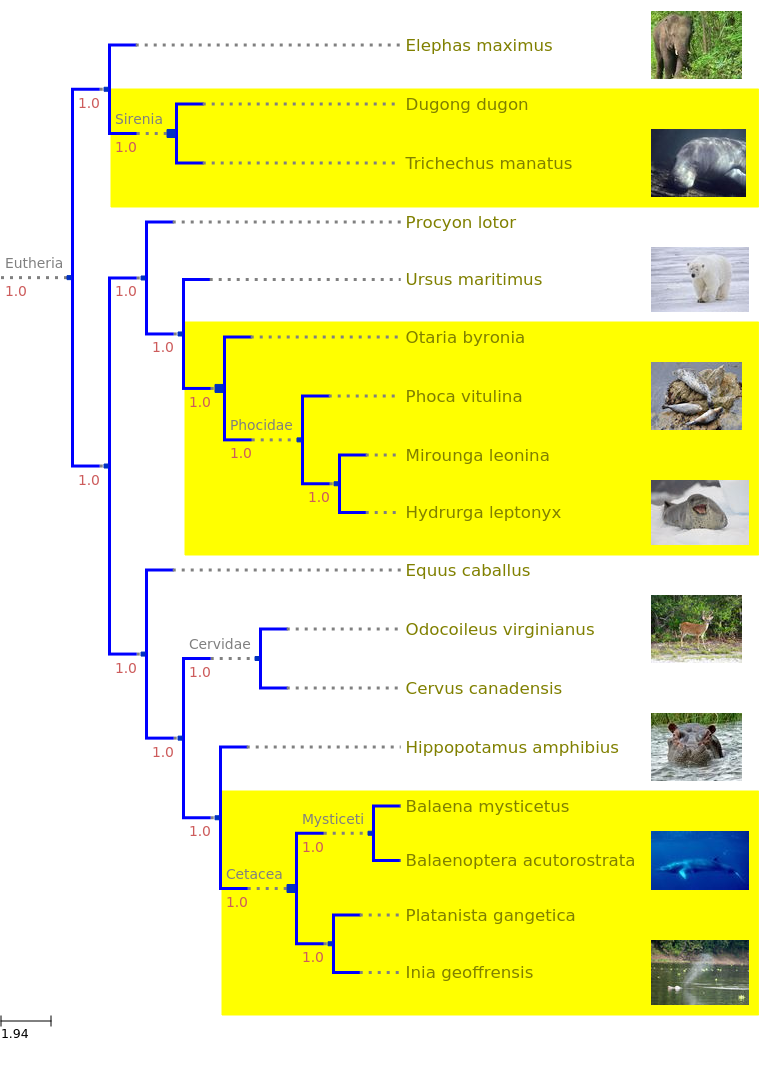 Elephas maximus
1.0
Dugong dugon
Sirenia
1.0
Trichechus manatus
Procyon lotor
Eutheria
1.0
1.0
Ursus maritimus
Otaria byronia
1.0
Phoca vitulina
1.0
Phocidae
1.0
Mirounga leonina
1.0
1.0
Hydrurga leptonyx
Equus caballus
Odocoileus virginianus
Cervidae
1.0
1.0
Cervus canadensis
Hippopotamus amphibius
1.0
Balaena mysticetus
Mysticeti
1.0
1.0
Balaenoptera acutorostrata
Cetacea
1.0
Platanista gangetica
1.0
Inia geoffrensis
1.94